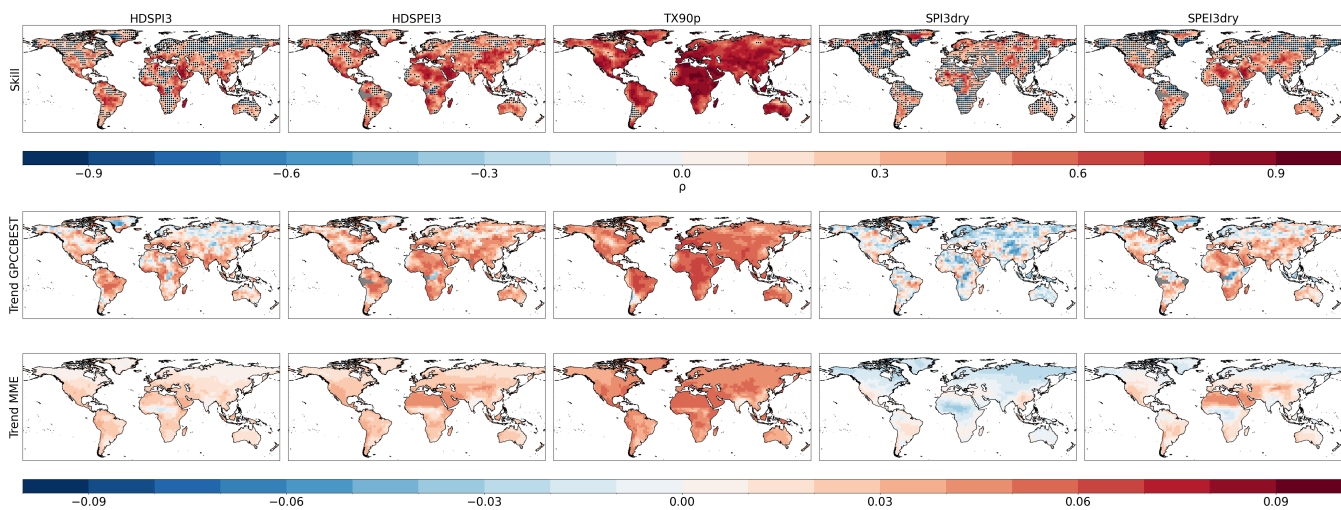 HDSPI3 HDSPEI3 TX90p SPI3dry SPEI3dry
Skill
−0.9 −0.6 −0.3 0.0 0.3 0.6 0.9
ρ
Trend GPCCBEST
Trend MME
−0.09 −0.06 −0.03 0.00 0.03 0.06 0.09